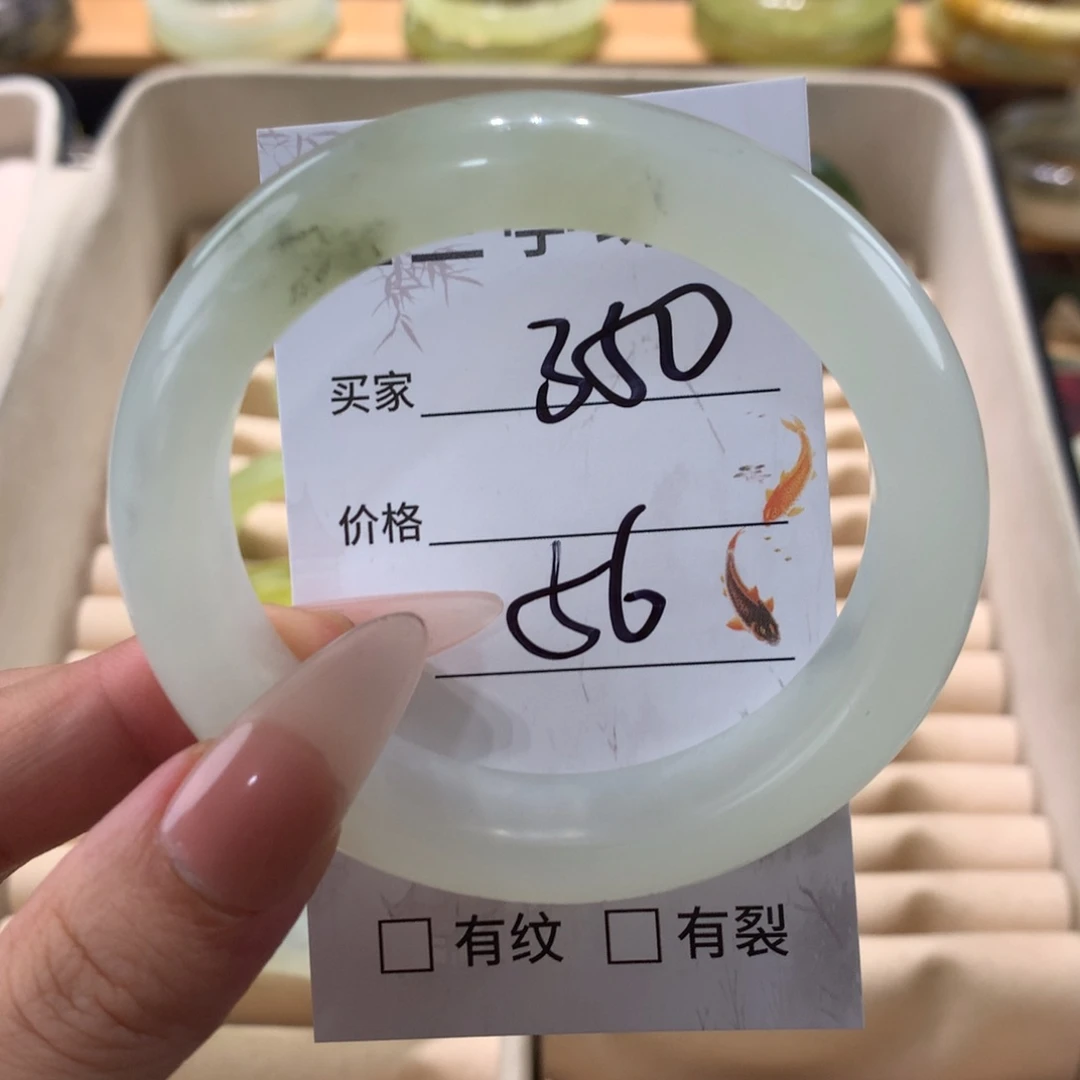 买家 350
价格
56
□ 有纹 □ 有裂